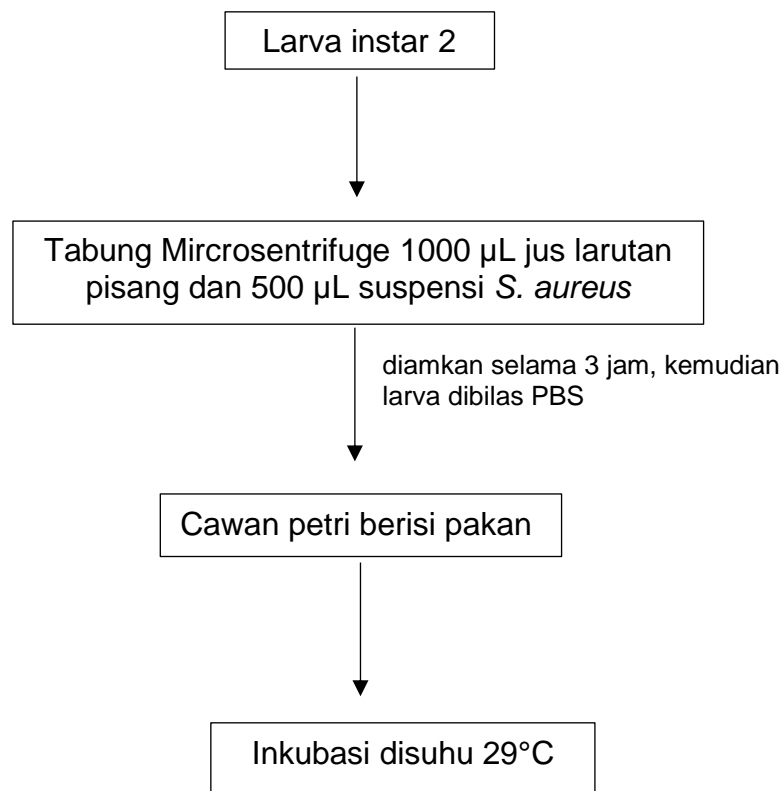 Larva instar 2
Tabung Mircrosentrifuge 1000 µL jus larutan
pisang dan 500 µL suspensi S. aureus
diamkan selama 3 jam, kemudian
larva dibilas PBS
Cawan petri berisi pakan
Inkubasi disuhu 29°C